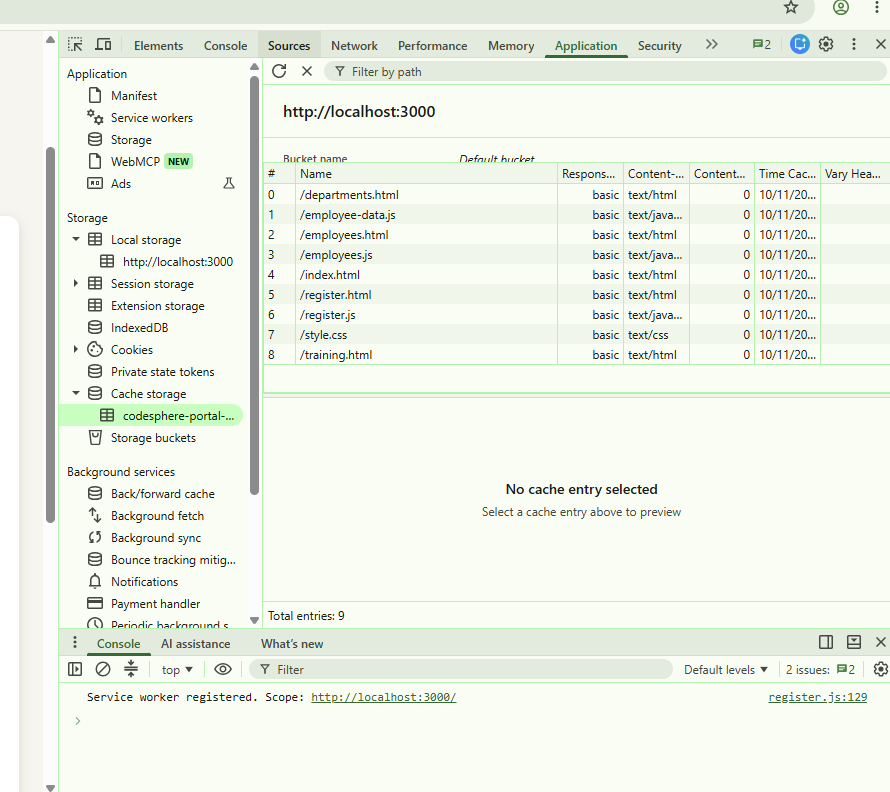 Elements Console Sources Network Performance Memory Application Security 2
Application
Manifest
Service workers
Storage
WebMCP NEW
Ads
Storage
Local storage
http://localhost:3000
Session storage
Extension storage
IndexedDB
Cookies
Private state tokens
Cache storage
codesphere-portal-...
Storage buckets
Background services
Back/forward cache
Background fetch
Background sync
Bounce tracking mitig...
Notifications
Payment handler
Periodic background s
Filter by path
http://localhost:3000
Bucket name Default bucket
# Name Respons... Content-... Content... Time Cac... Vary Hea...
0 /departments.html basic text/html 0 10/11/20...
1 /employee-data.js basic text/java... 0 10/11/20...
2 /employees.html basic text/html 0 10/11/20...
3 /employees.js basic text/java... 0 10/11/20...
4 /index.html basic text/html 0 10/11/20...
5 /register.html basic text/html 0 10/11/20...
6 /register.js basic text/java... 0 10/11/20...
7 /style.css basic text/css 0 10/11/20...
8 /training.html basic text/html 0 10/11/20...
No cache entry selected
Select a cache entry above to preview
Total entries: 9
Console AI assistance What's new
top Filter Default levels 2 issues: 2
Service worker registered. Scope: http://localhost:3000/ register.js:129